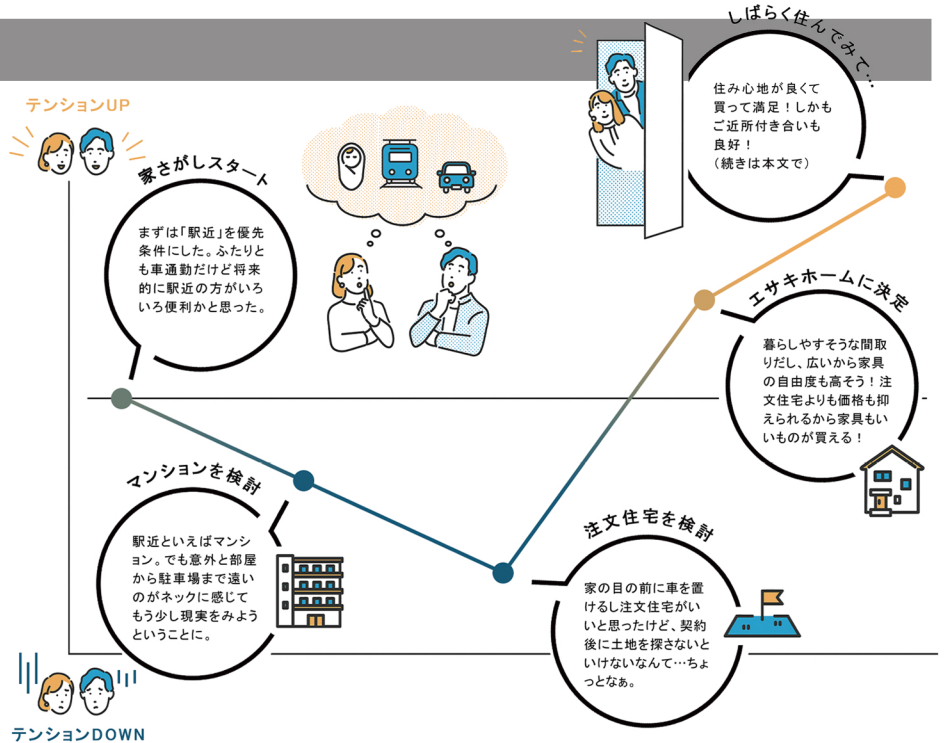 テンションUP
家さがしスタート
まずは「駅近」を優先
条件にした。ふたりと
も車通勤だけど将来
的に駅近の方がいろ
いろ便利かと思った。
マンションを検討
駅近といえばマンシ
ョン。でも意外と部屋
から駐車場まで遠い
のがネックに感じて
もう少し現実をみよう
ということに。
注文住宅を検討
家の目の前に車を置
けるし注文住宅がい
いと思ったけど、契約
後に土地を探さないと
いけないなんて…ちょ
っとなぁ。
エサキホームに決定
暮らしやすそうな間取
りだし、広いから家具
の自由度も高そう！注
文住宅よりも価格も抑
えられるから家具もい
いものが買える！
しばらく住んでみて…
住み心地が良くて
買って満足！しかも
ご近所付き合いも
良好！
（続きは本文で）
テンションDOWN